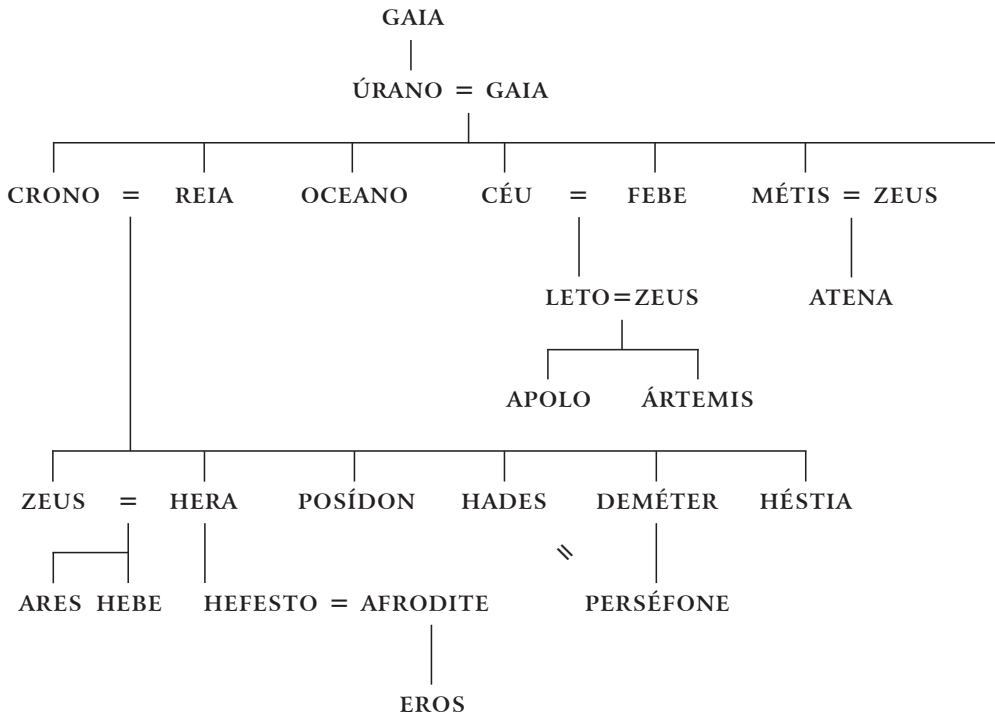 GAIA
ÚRANO = GAIA
CRONO = REIA OCEANO CÉU = FEBE MÉTIS = ZEUS
LETO=ZEUS ATENA
APOLO ÁRTEMIS
ZEUS = HERA POSÍDON HADES DEMÉTER HÉSTIA
=
ARES HEBE HEFESTO = AFRODITE PERSÉFONE
EROS